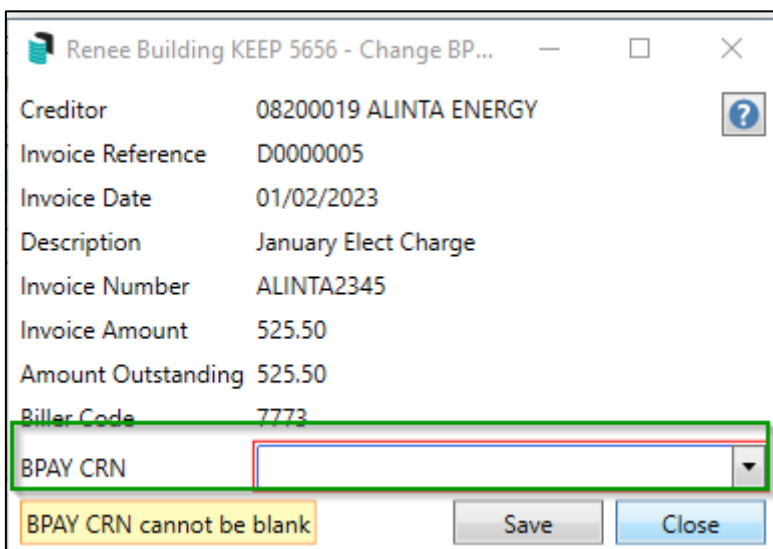 Renee Building KEEP 5656 - Change BP...
Creditor 08200019 ALINTA ENERGY
Invoice Reference D0000005
Invoice Date 01/02/2023
Description January Elect Charge
Invoice Number ALINTA2345
Invoice Amount 525.50
Amount Outstanding 525.50
Biller Code 7773
BPAY CRN
BPAY CRN cannot be blank Save Close